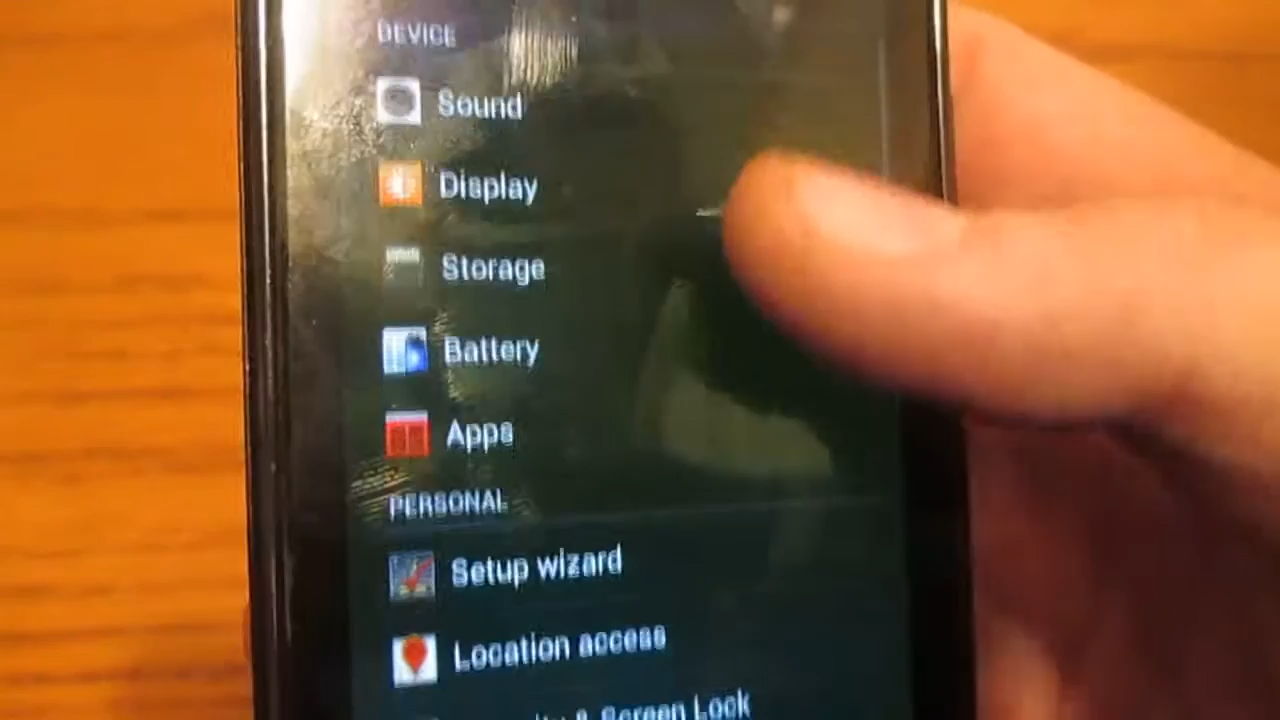 DEVICE
Sound
Display
Storage
Battery
Apps
PERSONAL
Setup wizard
Location access
& Screen Lock